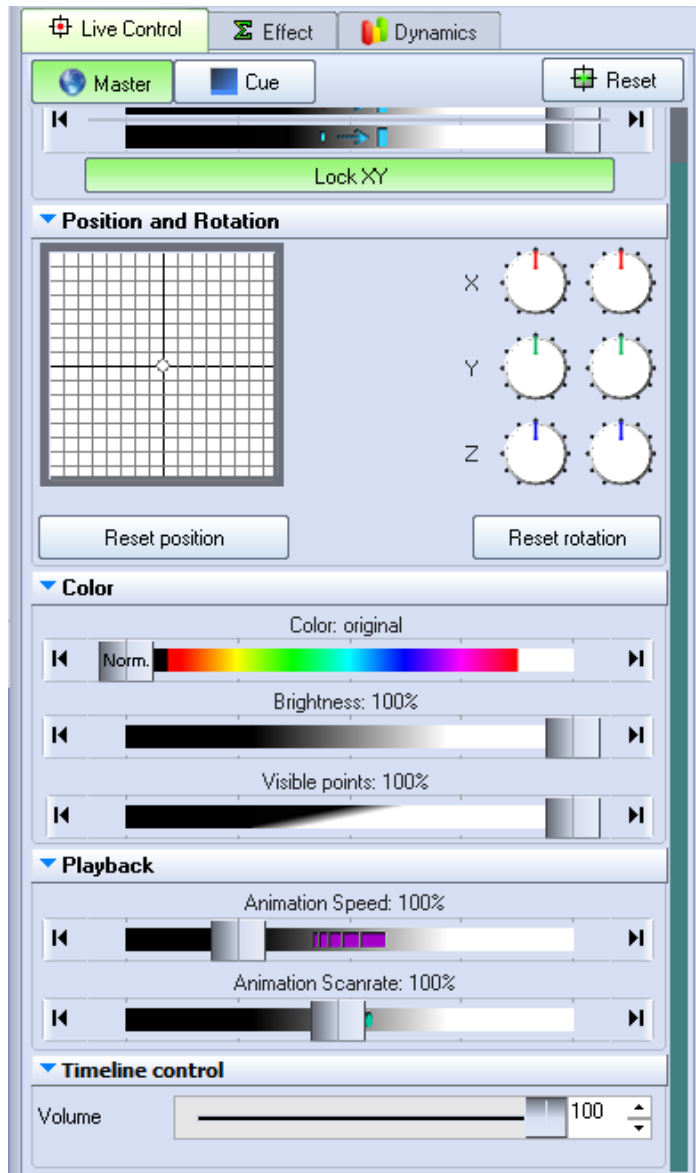 Live Control
Effect
Dynamics
Master
Cue
Reset
Lock XY
Position and Rotation
X
Y
Z
Reset position
Reset rotation
Color
Color: original
Norm.
Brightness: 100%
Visible points: 100%
Playback
Animation Speed: 100%
Animation Scanrate: 100%
Timeline control
Volume
100